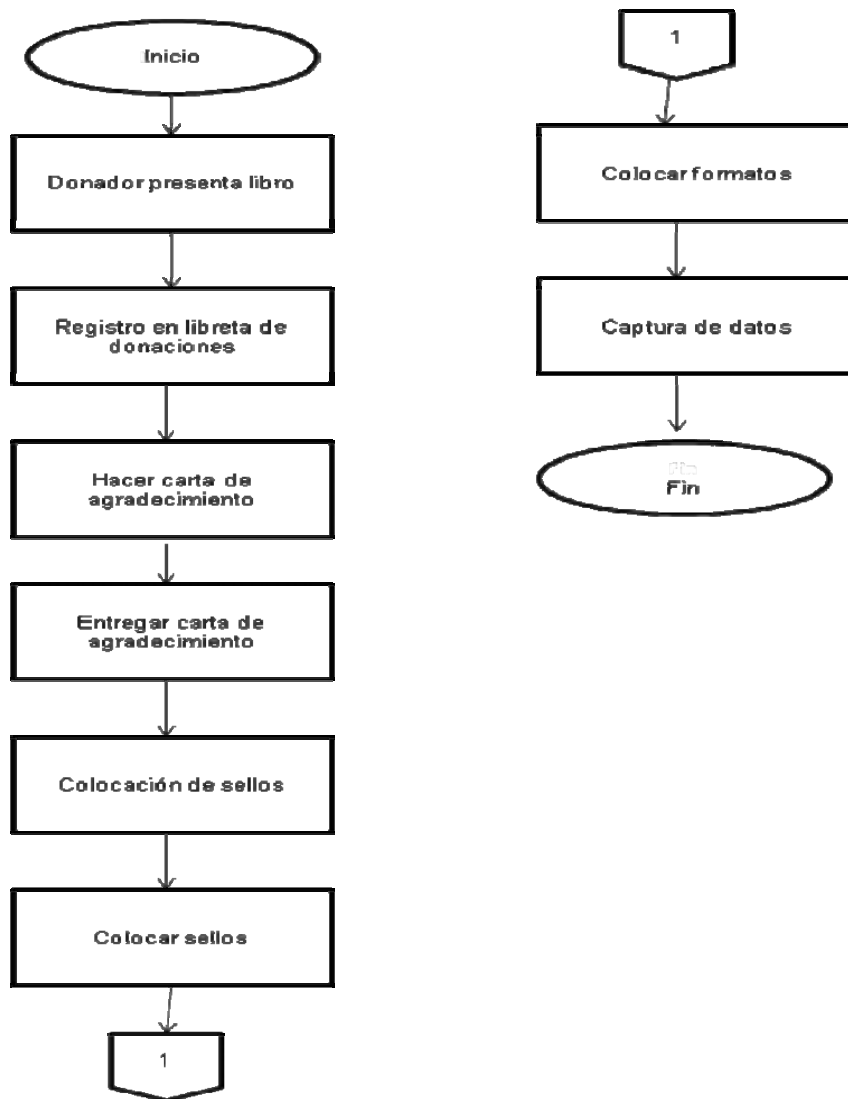 Inicio
Donador presenta libro
Registro en libreta de
donaciones
Hacer carta de
agradecimiento
Entregar carta de
agradecimiento
Colocación de sellos
Colocar sellos
1
1
Colocar formatos
Captura de datos
Fin
Fin